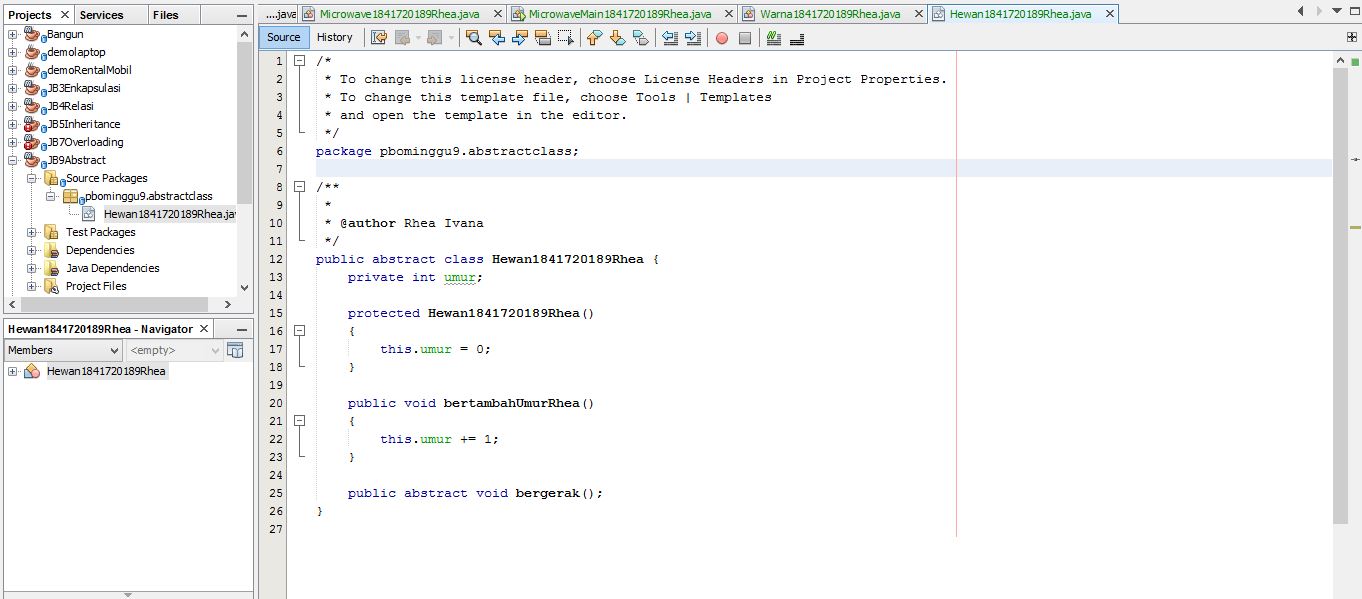 Projects
Services
Files
Bangun
demolaptop
demoRentalMobil
JB3Enkapsulasi
JB4Relasi
JB5Inheritance
JB7Overloading
JB9Abstract
Source Packages
pbominggu9.abstractclass
Hewan1841720189Rhea.ja
Test Packages
Dependencies
Java Dependencies
Project Files
Hewan1841720189Rhea - Navigator
Members
<empty>
Hewan1841720189Rhea
....java
Microwave1841720189Rhea.java
MicrowaveMain1841720189Rhea.java
Warna1841720189Rhea.java
Hewan1841720189Rhea.java
Source
History
1 /*
2 * To change this license header, choose License Headers in Project Properties.
3 * To change this template file, choose Tools | Templates
4 * and open the template in the editor.
5 */
6 package pbominggu9.abstractclass;
7
8 /**
9 *
10 * @author Rhea Ivana
11 */
12 public abstract class Hewan1841720189Rhea {
13 private int umur;
14
15 protected Hewan1841720189Rhea()
16 {
17 this.umur = 0;
18 }
19
20 public void bertambahUmurRhea()
21 {
22 this.umur += 1;
23 }
24
25 public abstract void bergerak();
26 }
27